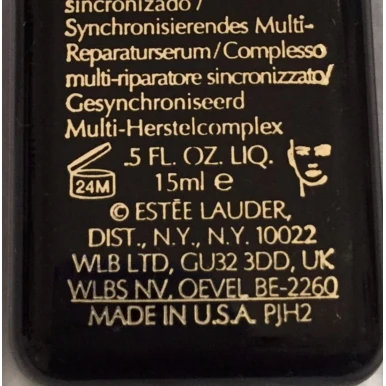 sincronizado/
Synchronisierendes Multi-
Reparaturserum/Complesso
multi-riparatore sincronizzato/
Gesynchroniseerd
Multi-Herstelcomplex
24M .5 FL. OZ. LIQ.
15ml e
© ESTÉE LAUDER,
DIST., N.Y., N.Y. 10022
WLB LTD, GU32 3DD, UK
WLBS NV, OEVEL BE-2260
MADE IN U.S.A. PJH2